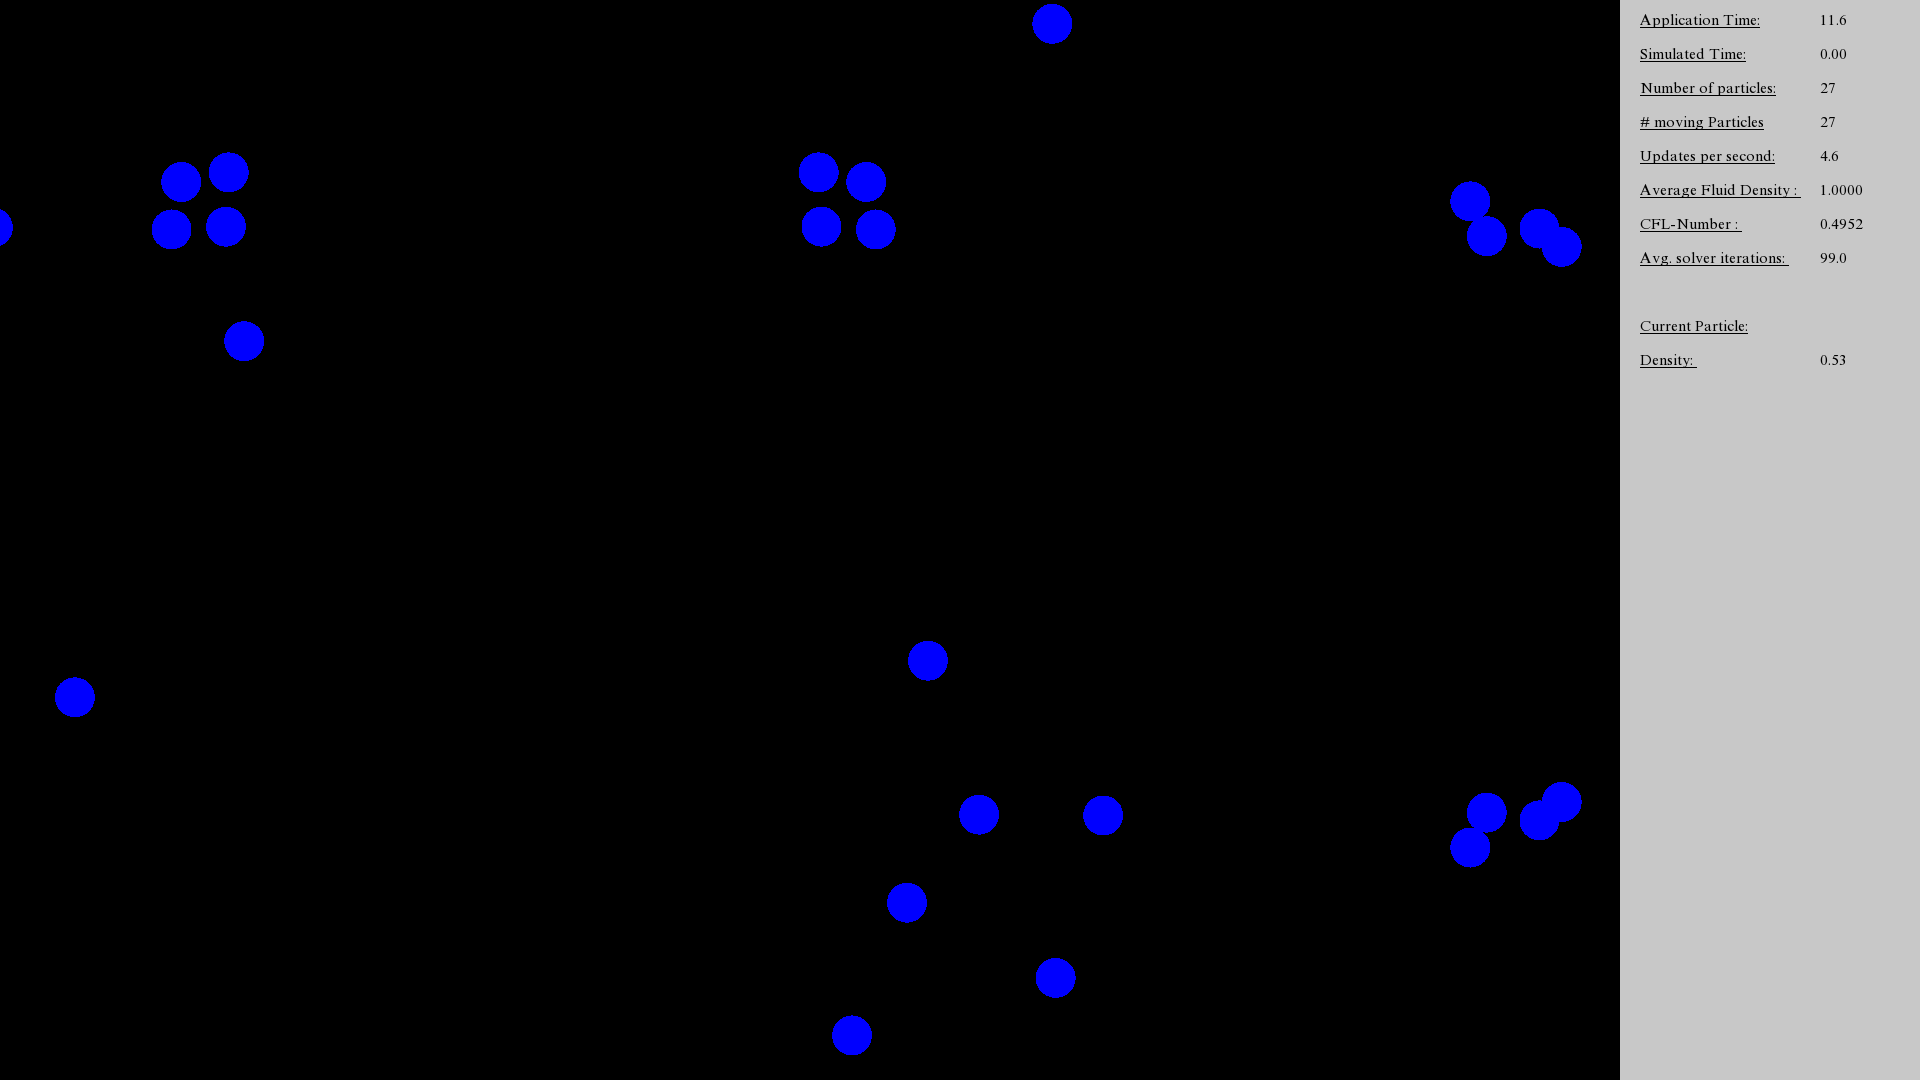 Application Time: 11.6
Simulated Time: 0.00
Number of particles: 27
# moving Particles 27
Updates per second: 4.6
Average Fluid Density : 1.0000
CFL-Number : 0.4952
Avg. solver iterations: 99.0
Current Particle:
Density: 0.53